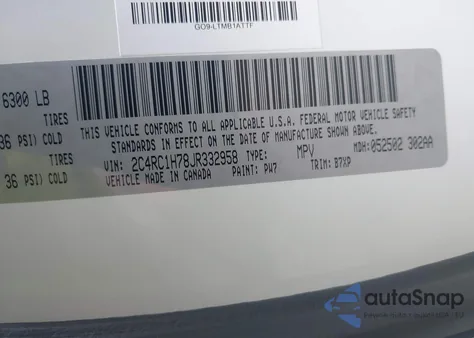 GO9-LTMB1ATTF
6300 LB
TIRES
36 PSI) COLD
TIRES
36 PSI) COLD
THIS VEHICLE CONFORMS TO ALL APPLICABLE U.S.A. FEDERAL MOTOR VEHICLE SAFETY
STANDARDS IN EFFECT ON THE DATE OF MANUFACTURE SHOWN ABOVE.
VIN: 2C4RC1H78JR332958 TYPE: MPV MDH: 052502 302AA
VEHICLE MADE IN CANADA PAINT: PW7 TRIM: B7XP
autoSnap